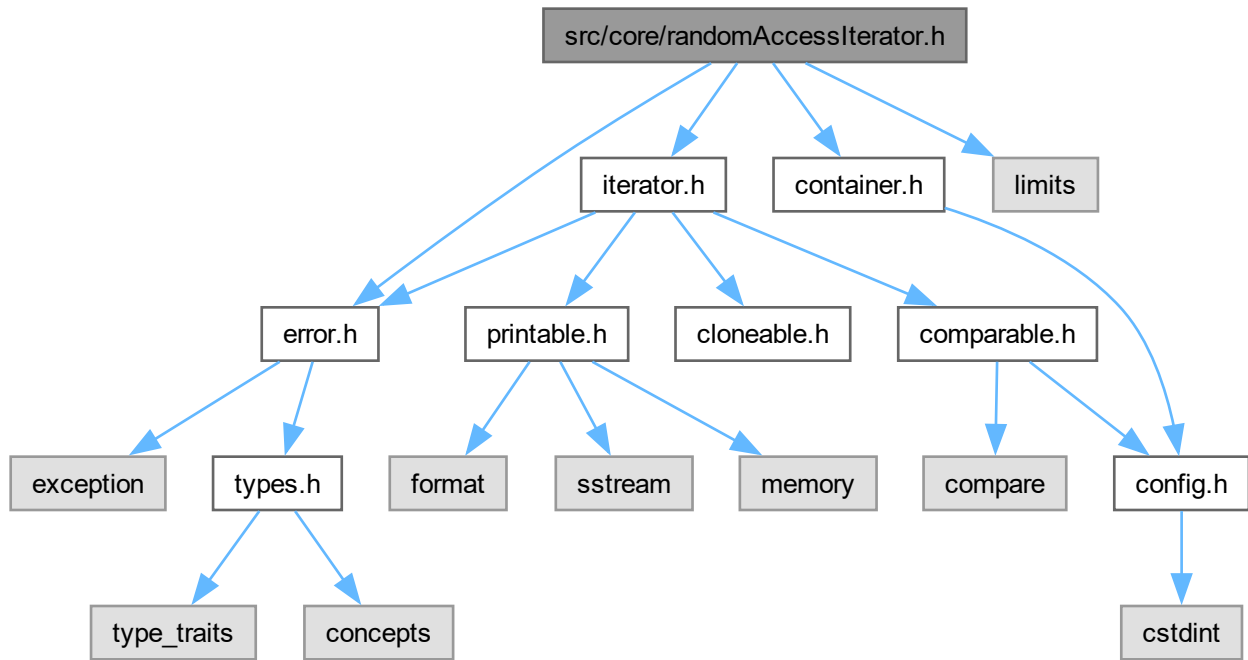 src/core/randomAccessIterator.h
iterator.h
container.h
limits
error.h
printable.h
cloneable.h
comparable.h
exception
types.h
format
sstream
memory
compare
config.h
type_traits
concepts
cstdint